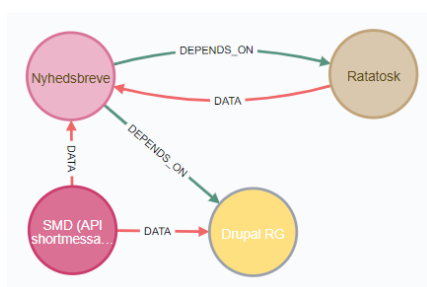 DEPENDS_ON
Nyhedsbreve
Ratatosk
DATA
DEPENDS_ON
DATA
SMD (API
shortmessa...
DATA
Drupal RG